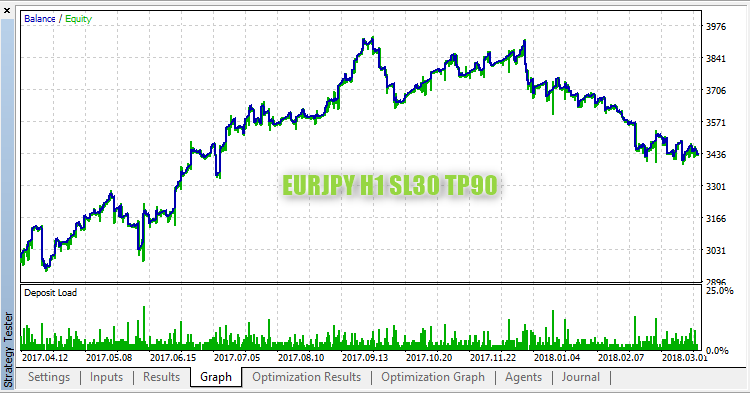 Balance / Equity
3976
3841
3706
3571
3436
3301
3166
3031
2896
EURJPY H1 SL30 TP90
Deposit Load
25.0%
0.0%
2017.04.12 2017.05.08 2017.06.15 2017.07.05 2017.08.10 2017.09.13 2017.10.20 2017.11.22 2018.01.04 2018.02.07 2018.03.01
Strategy Tester
Settings Inputs Results Graph Optimization Results Optimization Graph Agents Journal